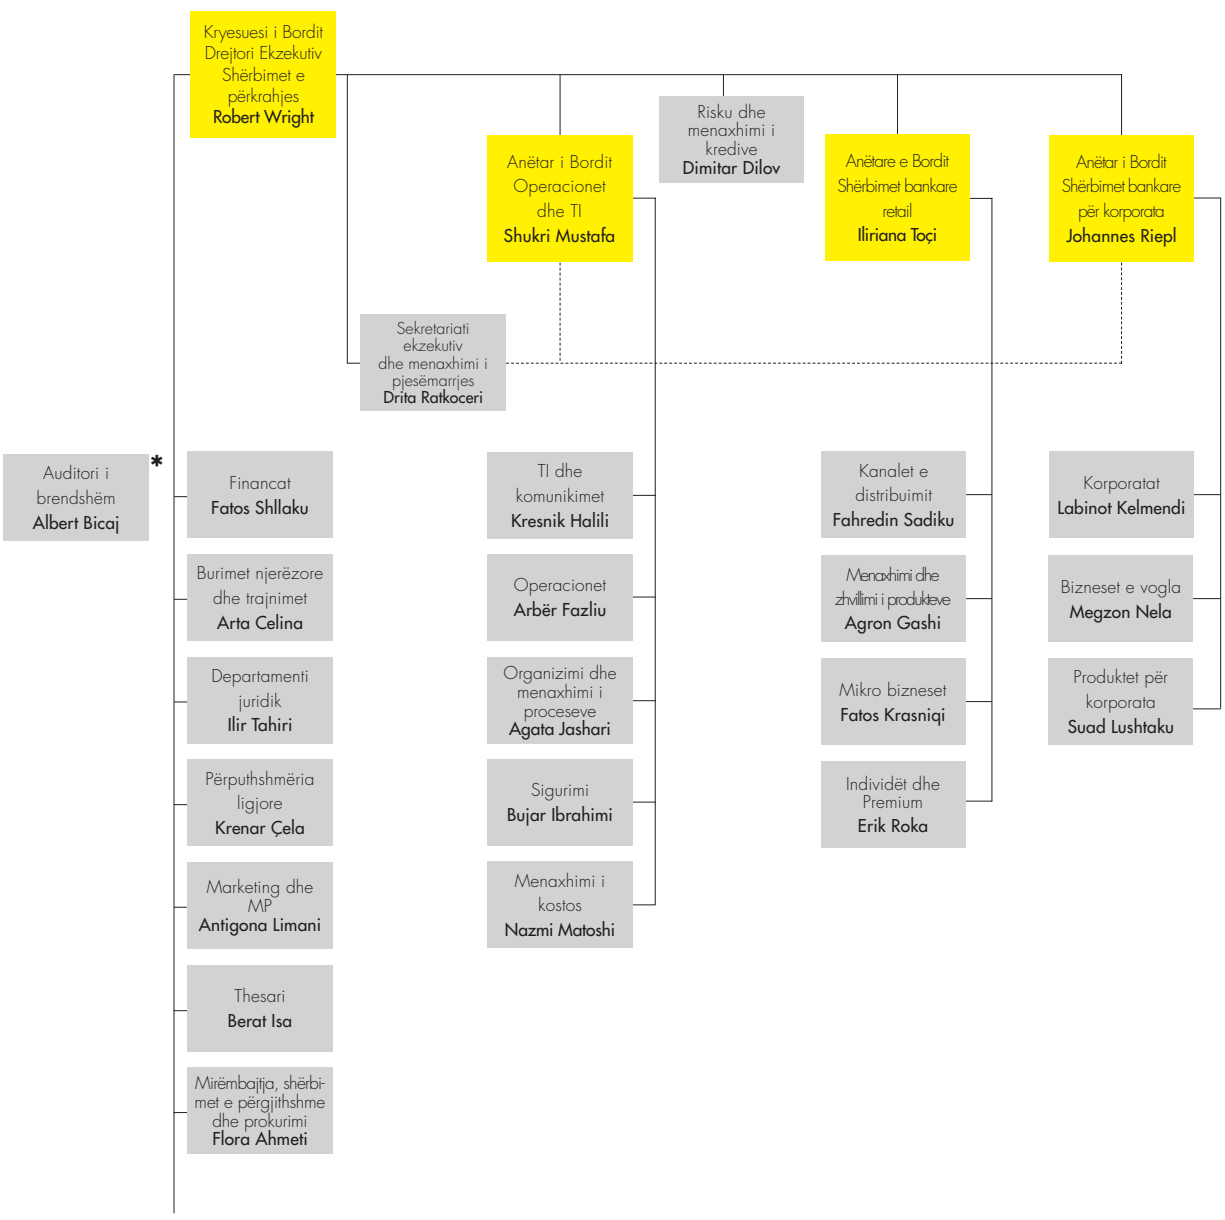 Kryesuesi i Bordit
Drejtori Ekzekutiv
Shërbimet e
përkrahjes
Robert Wright
Anëtar i Bordit
Operacionet
dhe TI
Shukri Mustafa
Risku dhe
menaxhimi i
kredive
Dimitar Dilov
Anëtare e Bordit
Shërbimet bankare
retail
Iliriana Toçi
Anëtar i Bordit
Shërbimet bankare
për korporata
Johannes Riepl
Sekretariati
ekzekutiv
dhe menaxhimi i
pjesëmarrjes
Drita Ratkoceri
Auditori i
brendshëm
Albert Bicaj
*
Financat
Fatos Shllaku
Burimet njerëzore
dhe trajnimet
Arta Celina
Departamenti
juridik
Ilir Tahiri
Përputhshmëria
ligjore
Krenar Çela
Marketing dhe
MP
Antigona Limani
Thesari
Berat Isa
Mirëmbajtja, shërbi-
met e përgjithshme
dhe prokurimi
Flora Ahmeti
TI dhe
komunikimet
Kresnik Halili
Operacionet
Arbër Fazliu
Organizimi dhe
menaxhimi i
proceseve
Agata Jashari
Sigurimi
Bujar Ibrahimi
Menaxhimi i
kostos
Nazmi Matoshi
Kanalet e
distribuimit
Fahredin Sadiku
Menaxhimi dhe
zhvillimi i produkteve
Agron Gashi
Mikro bizneset
Fatos Krasniqi
Individët dhe
Premium
Erik Roka
Korporatat
Labinot Kelmendi
Bizneset e vogla
Megzon Nela
Produktet për
korporata
Suad Lushtaku